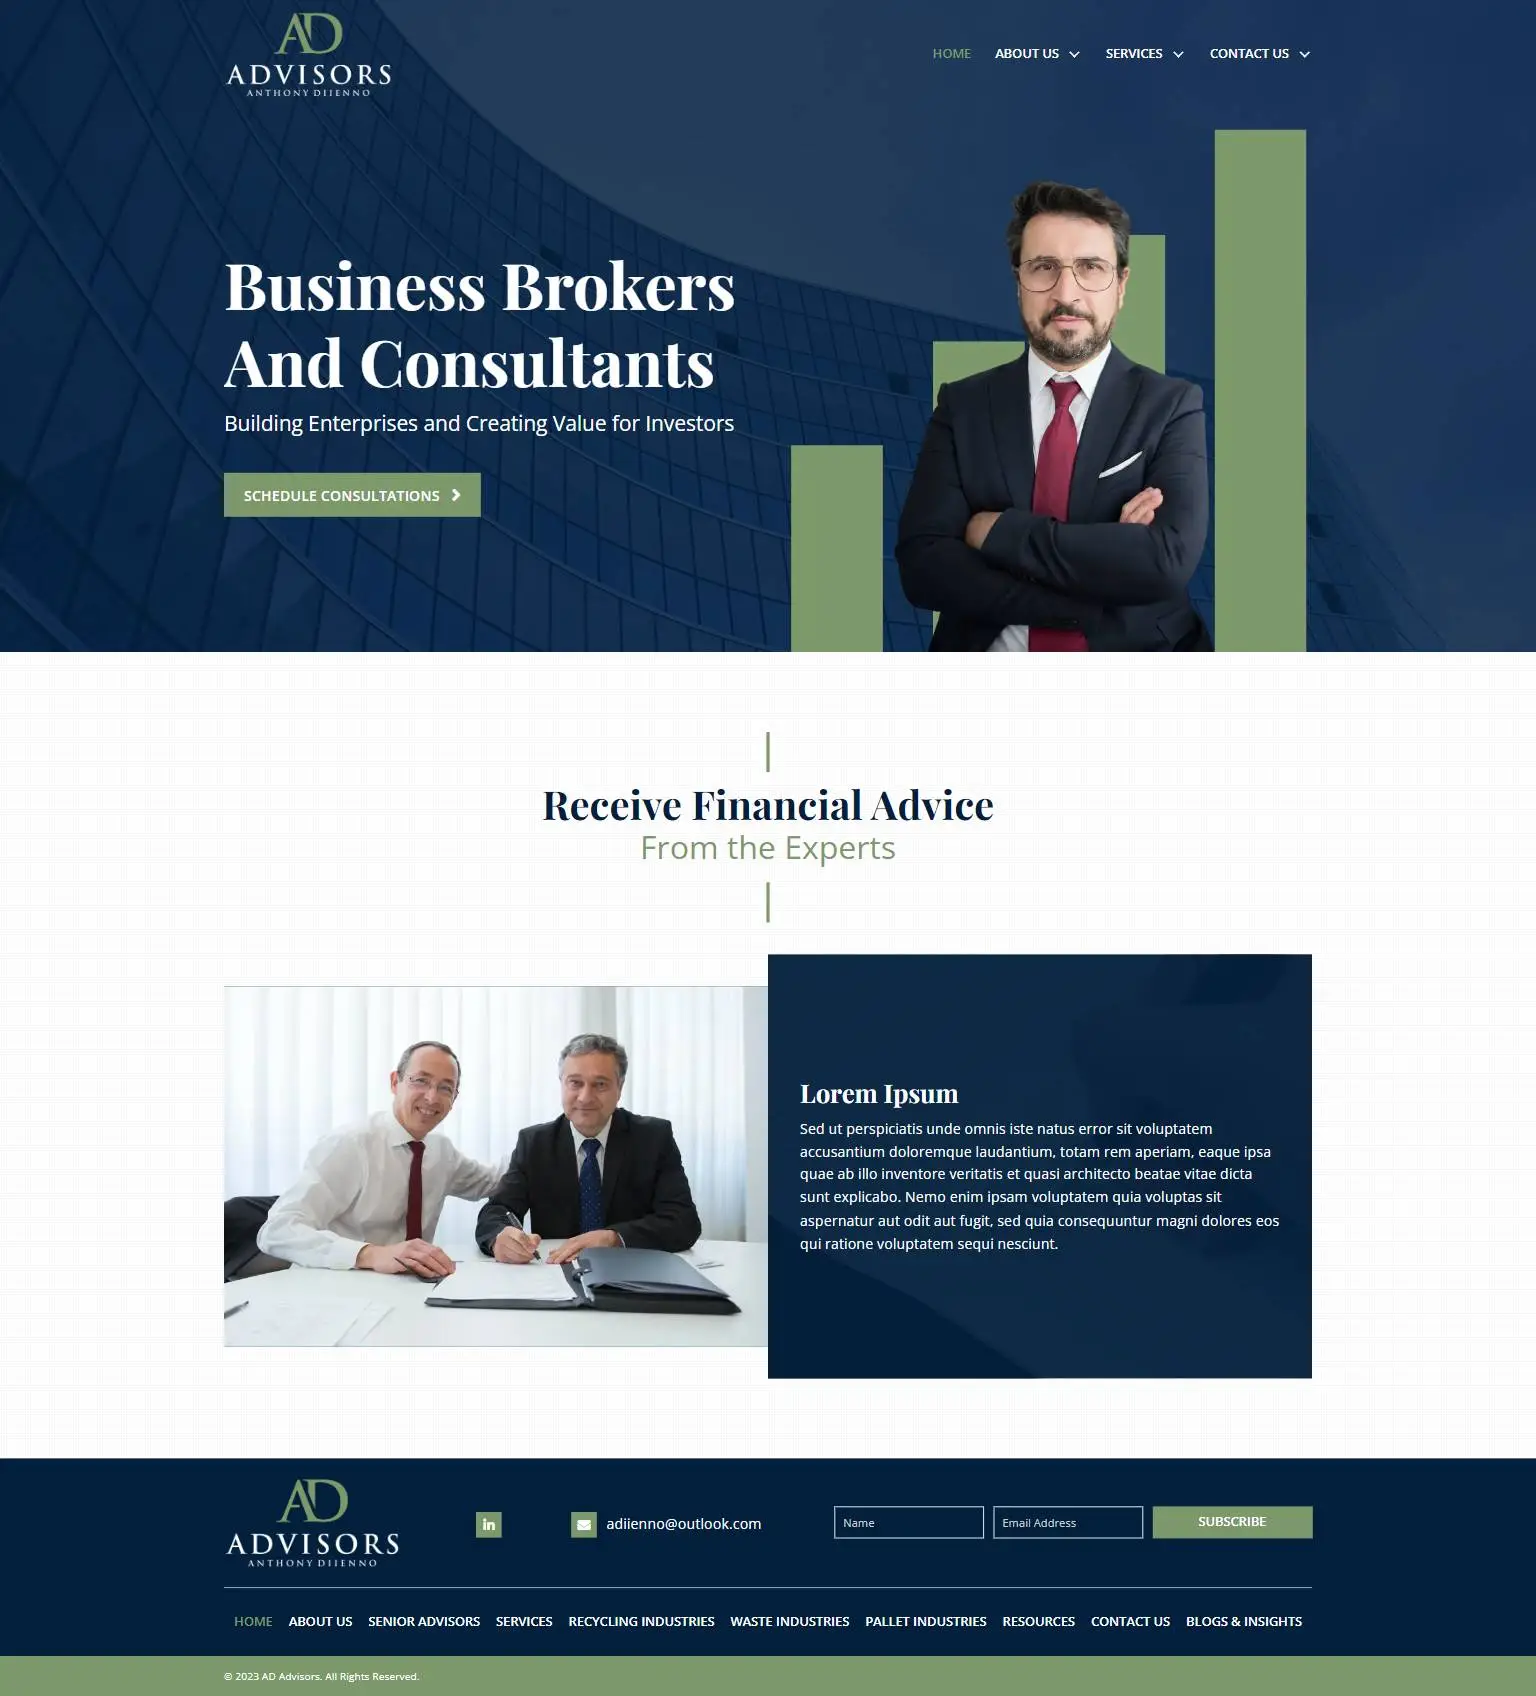 AD
ADVISORS
ANTHONY DIIENNO
HOME ABOUT US SERVICES CONTACT US
Business Brokers
And Consultants
Building Enterprises and Creating Value for Investors
SCHEDULE CONSULTATIONS
Receive Financial Advice
From the Experts
Lorem Ipsum
Sed ut perspiciatis unde omnis iste natus error sit voluptatem
accusantium doloremque laudantium, totam rem aperiam, eaque ipsa
quae ab illo inventore veritatis et quasi architecto beatae vitae dicta
sunt explicabo. Nemo enim ipsam voluptatem quia voluptas sit
aspernatur aut odit aut fugit, sed quia consequuntur magni dolores eos
qui ratione voluptatem sequi nesciunt.
AD
ADVISORS
ANTHONY DIIENNO
in
adiienno@outlook.com
Name
Email Address
SUBSCRIBE
HOME ABOUT US SENIOR ADVISORS SERVICES RECYCLING INDUSTRIES WASTE INDUSTRIES PALLET INDUSTRIES RESOURCES CONTACT US BLOGS & INSIGHTS
© 2023 AD Advisors. All Rights Reserved.